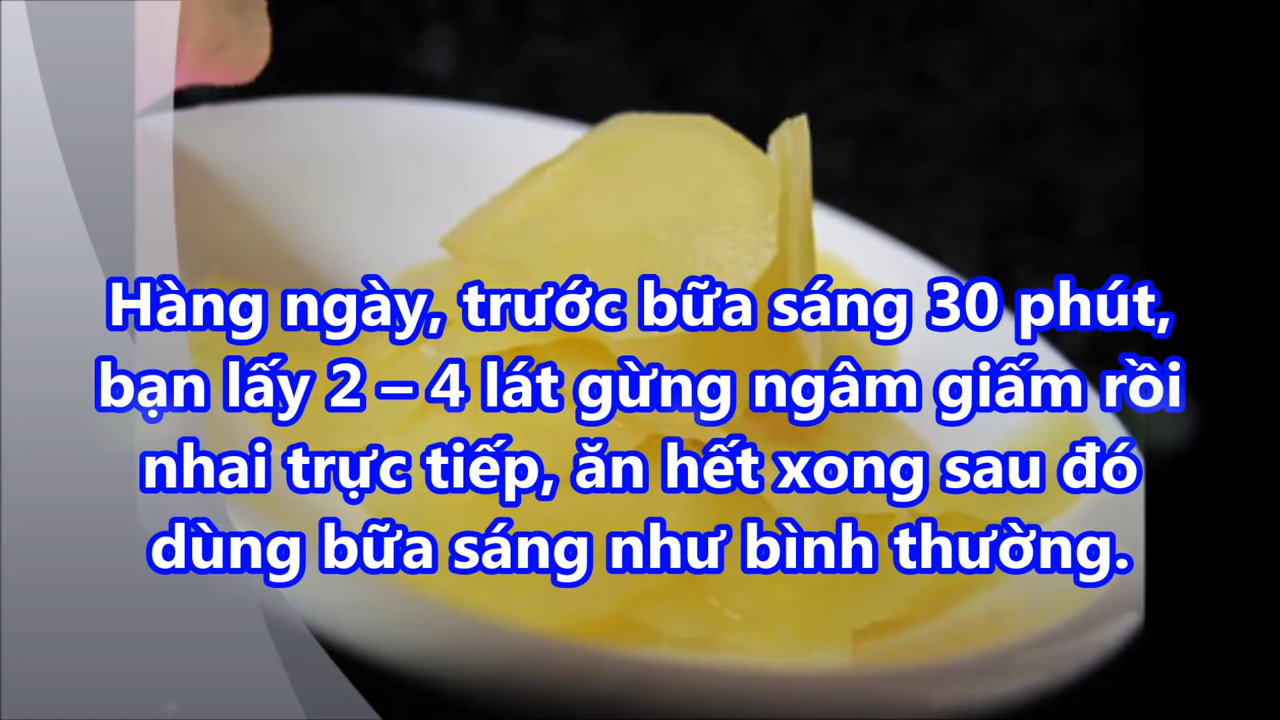 Hàng ngày, trước bữa sáng 30 phút,
bạn lấy 2 – 4 lát gừng ngâm giấm rồi
nhai trực tiếp, ăn hết xong sau đó
dùng bữa sáng như bình thường.